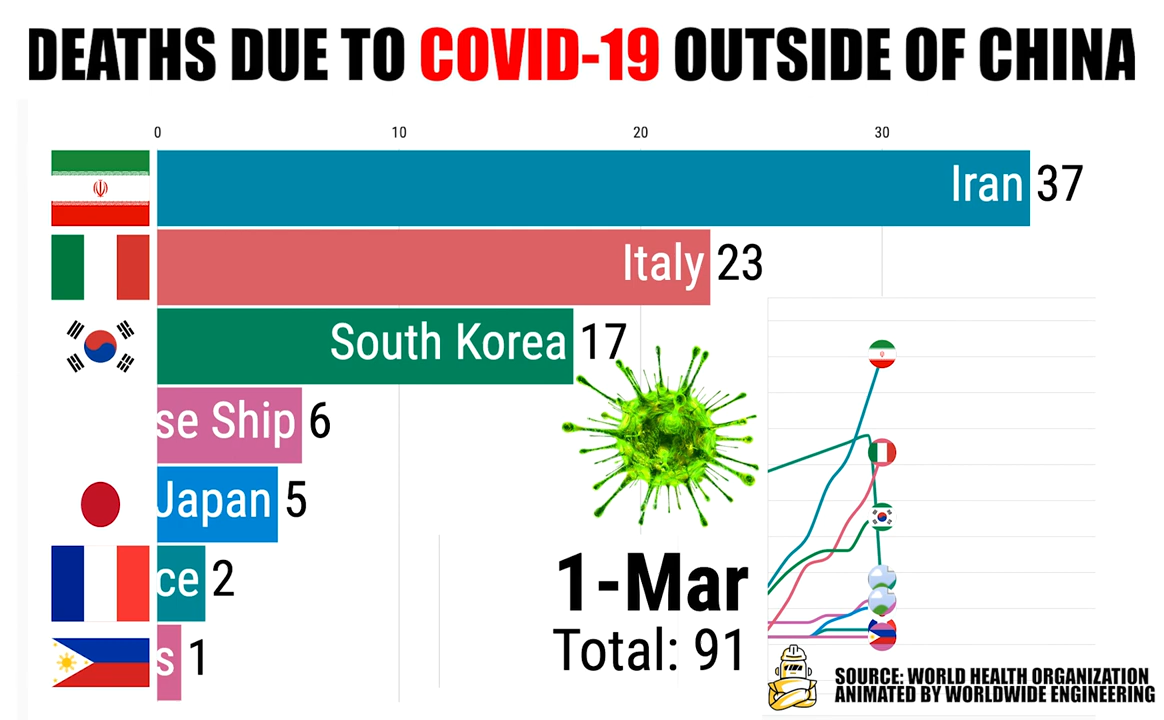 DEATHS DUE TO COVID-19 OUTSIDE OF CHINA
0 10 20 30
Iran 37
Italy 23
South Korea 17
se Ship 6
Japan 5
ce 2
s 1
1-Mar
Total: 91
SOURCE: WORLD HEALTH ORGANIZATION
ANIMATED BY WORLDWIDE ENGINEERING